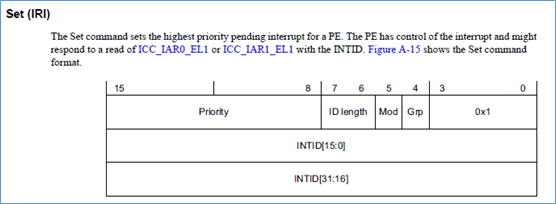 Set (IRI)
The Set command sets the highest priority pending interrupt for a PE. The PE has control of the interrupt and might
respond to a read of ICC_IAR0_EL1 or ICC_IAR1_EL1 with the INTID. Figure A-15 shows the Set command
format.
15 8 7 6 5 4 3 0
Priority ID length Mod Grp 0x1
INTID[15:0]
INTID[31:16]